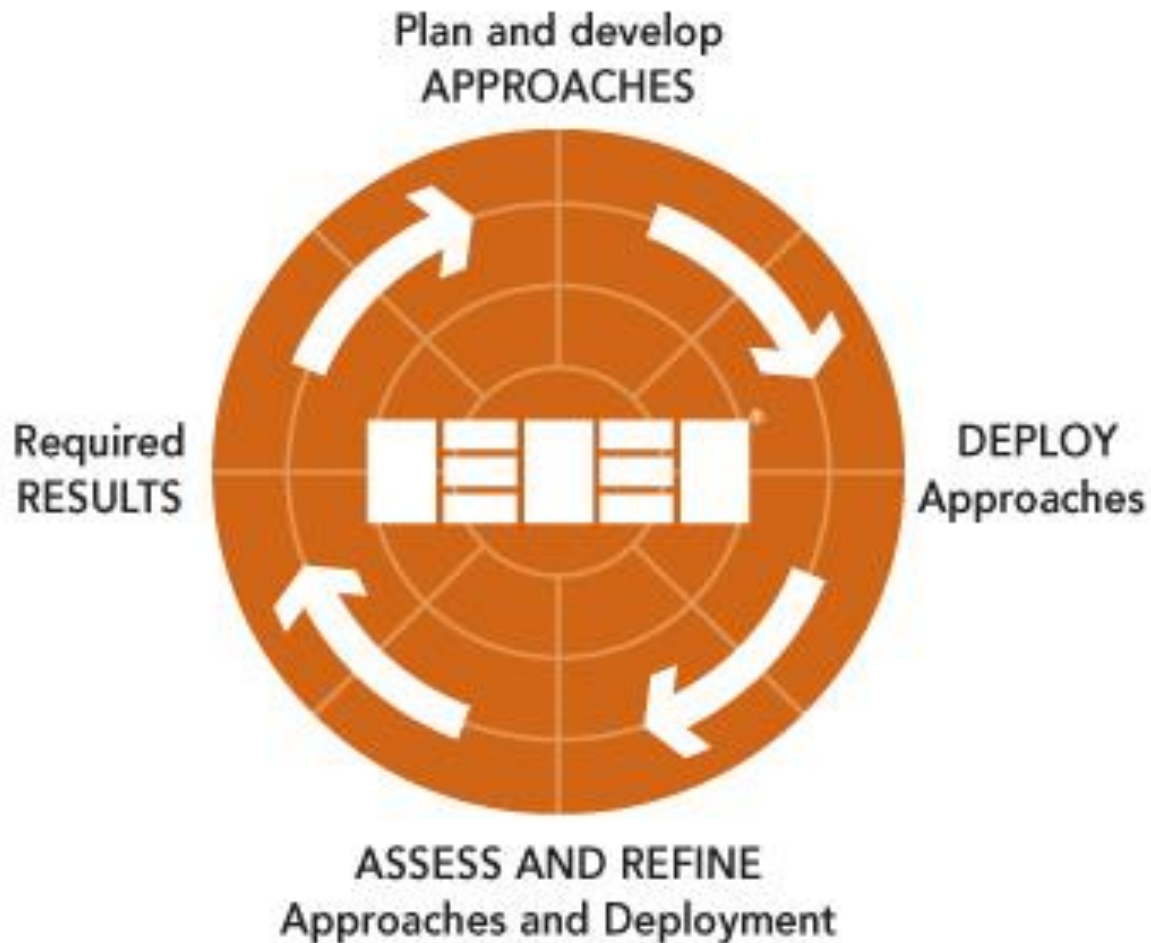 Plan and develop
APPROACHES
Required
RESULTS
DEPLOY
Approaches
ASSESS AND REFINE
Approaches and Deployment